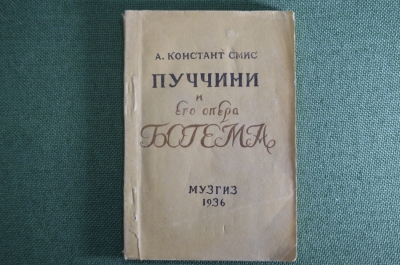 А. КОНСТАНТ СМИС
ПУЧЧИНИ
и
его опера
БОГЕМА
МУЗГИЗ
1936